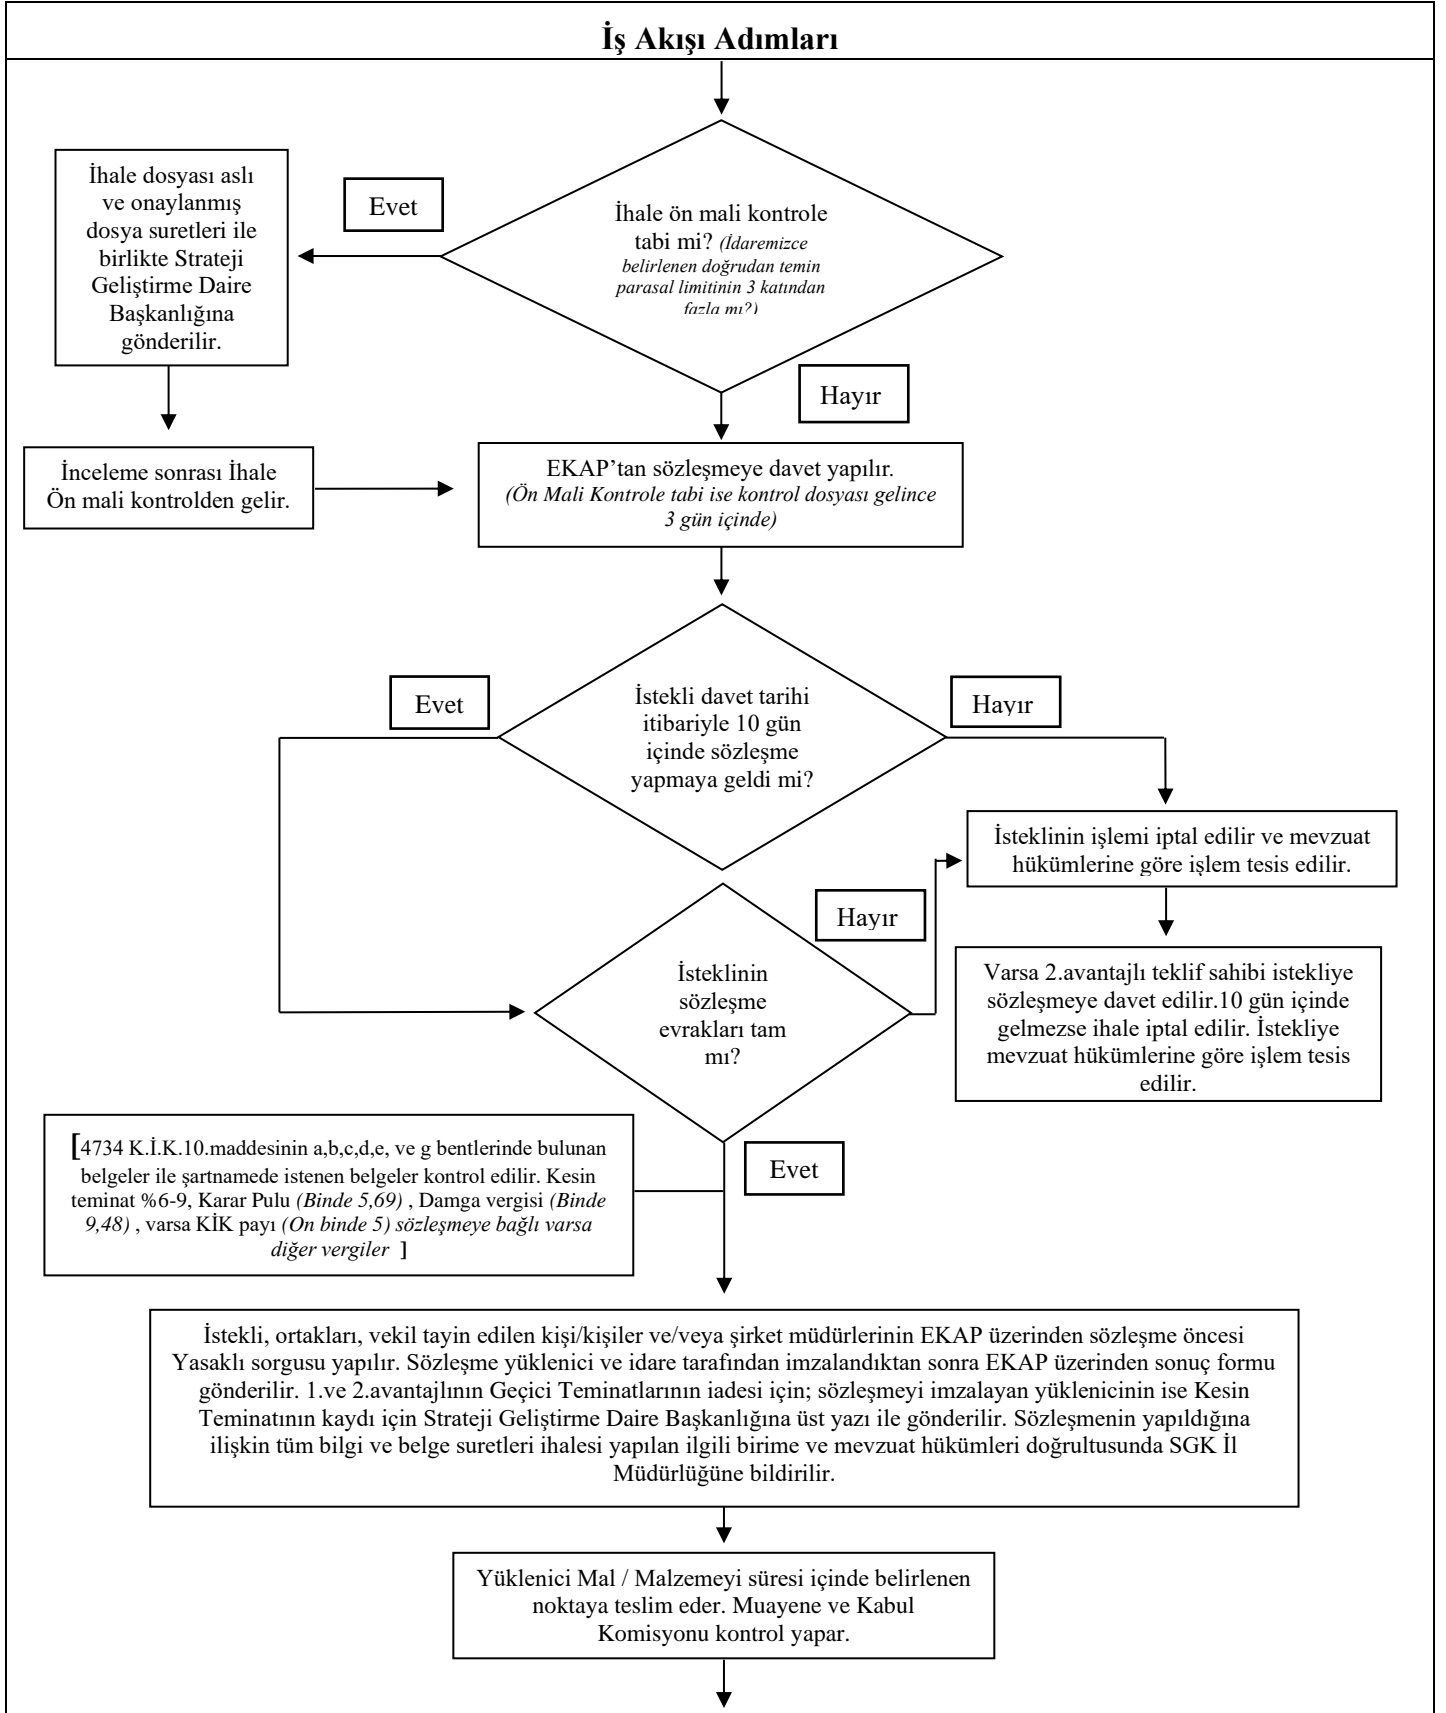 İş Akışı Adımları
İhale dosyası aslı
ve onaylanmış
dosya suretleri ile
birlikte Strateji
Geliştirme Daire
Başkanlığına
gönderilir.
Evet
İhale ön mali kontrole
tabi mi? (İdaremizce
belirlenen doğrudan temin
parasal limitinin 3 katından
fazla mı?)
Hayır
İnceleme sonrası İhale
Ön mali kontrolden gelir.
EKAP’tan sözleşmeye davet yapılır.
(Ön Mali Kontrole tabi ise kontrol dosyası gelince
3 gün içinde)
Evet
İstekli davet tarihi
itibariyle 10 gün
içinde sözleşme
yapmaya geldi mi?
Hayır
İsteklinin işlemi iptal edilir ve mevzuat
hükümlerine göre işlem tesis edilir.
Hayır
İsteklinin
sözleşme
evrakları tam
mı?
Varsa 2.avantajlı teklif sahibi istekliye
sözleşmeye davet edilir.10 gün içinde
gelmezse ihale iptal edilir. İstekliye
mevzuat hükümlerine göre işlem tesis
edilir.
[4734 K.İ.K.10.maddesinin a,b,c,d,e, ve g bentlerinde bulunan
belgeler ile şartnamede istenen belgeler kontrol edilir. Kesin
teminat %6-9, Karar Pulu (Binde 5,69) , Damga vergisi (Binde
9,48) , varsa KİK payı (On binde 5) sözleşmeye bağlı varsa
diğer vergiler ]
Evet
İstekli, ortakları, vekil tayin edilen kişi/kişiler ve/veya şirket müdürlerinin EKAP üzerinden sözleşme öncesi
Yasaklı sorgusu yapılır. Sözleşme yüklenici ve idare tarafından imzalandıktan sonra EKAP üzerinden sonuç formu
gönderilir. 1.ve 2.avantajlının Geçici Teminatlarının iadesi için; sözleşmeyi imzalayan yüklenicinin ise Kesin
Teminatının kaydı için Strateji Geliştirme Daire Başkanlığına üst yazı ile gönderilir. Sözleşmenin yapıldığına
ilişkin tüm bilgi ve belge suretleri ihalesi yapılan ilgili birime ve mevzuat hükümleri doğrultusunda SGK İl
Müdürlüğüne bildirilir.
Yüklenici Mal / Malzemeyi süresi içinde belirlenen
noktaya teslim eder. Muayene ve Kabul
Komisyonu kontrol yapar.